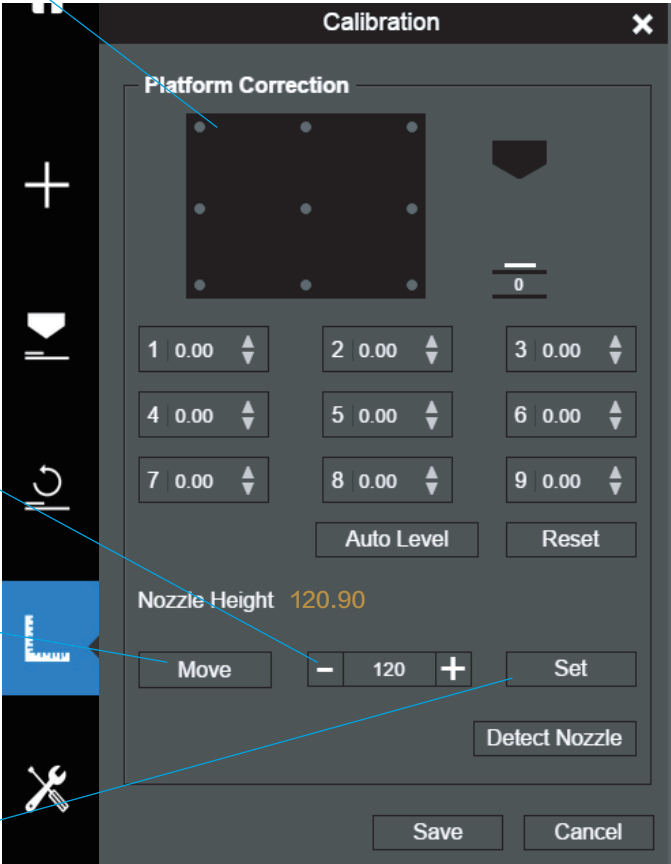 Calibration
Platform Correction
0
1 0.00 2 0.00 3 0.00
4 0.00 5 0.00 6 0.00
7 0.00 8 0.00 9 0.00
Auto Level Reset
Nozzle Height 120.90
Move − 120 + Set
Detect Nozzle
Save Cancel